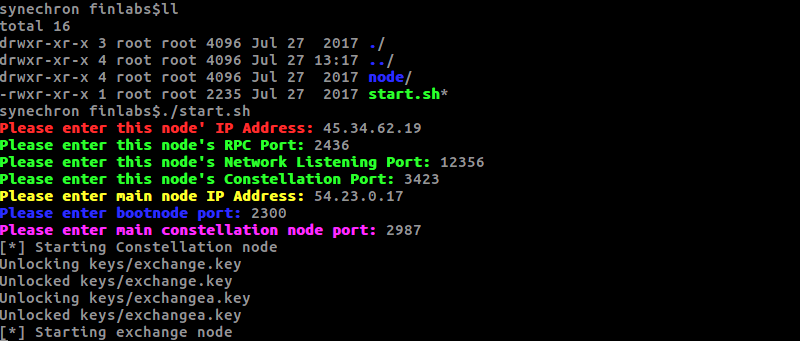 synechron finlabs$ll
total 16
drwxr-xr-x 3 root root 4096 Jul 27  2017 ./
drwxr-xr-x 4 root root 4096 Jul 27 13:17 ../
drwxr-xr-x 4 root root 4096 Jul 27  2017 node/
-rwxr-xr-x 1 root root 2235 Jul 27  2017 start.sh*
synechron finlabs$./start.sh
Please enter this node' IP Address: 45.34.62.19
Please enter this node's RPC Port: 2436
Please enter this node's Network Listening Port: 12356
Please enter this node's Constellation Port: 3423
Please enter main node IP Address: 54.23.0.17
Please enter bootnode port: 2300
Please enter main constellation node port: 2987
[*] Starting Constellation node
Unlocking keys/exchange.key
Unlocked keys/exchange.key
Unlocking keys/exchangea.key
Unlocked keys/exchangea.key
[*] Starting exchange node